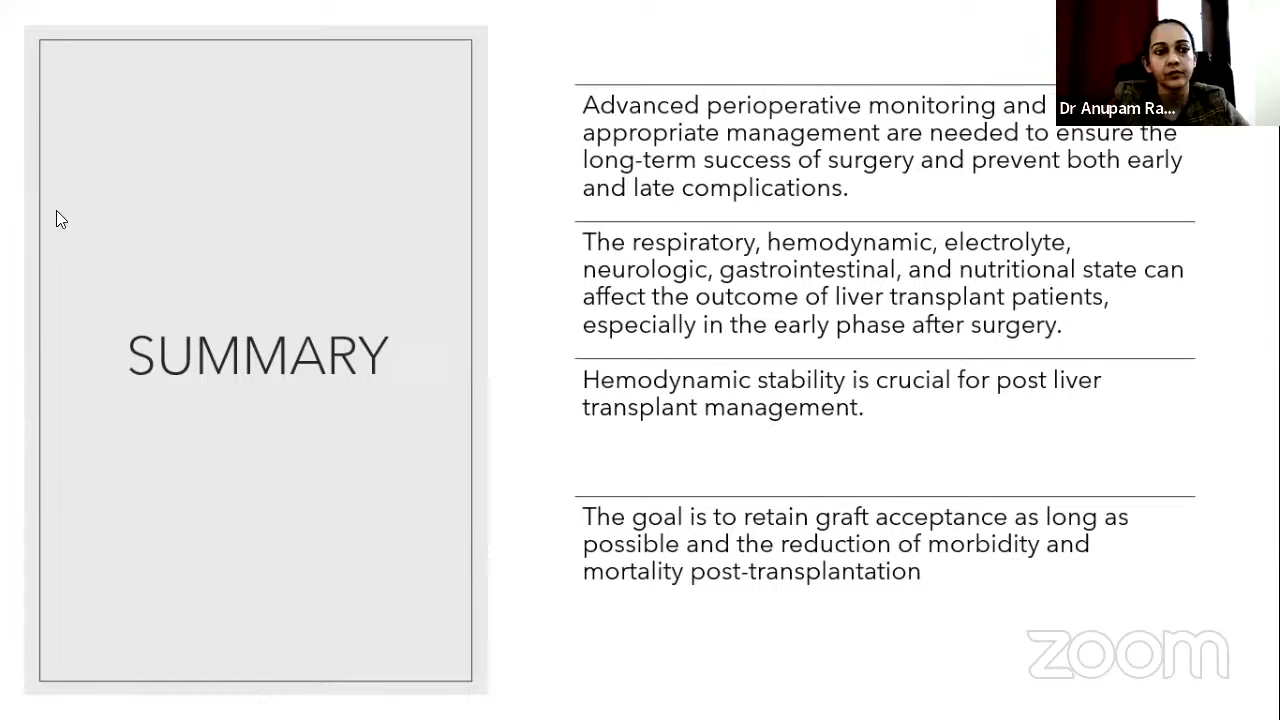 SUMMARY
Advanced perioperative monitoring and
appropriate management are needed to ensure the
long-term success of surgery and prevent both early
and late complications.
The respiratory, hemodynamic, electrolyte,
neurologic, gastrointestinal, and nutritional state can
affect the outcome of liver transplant patients,
especially in the early phase after surgery.
Hemodynamic stability is crucial for post liver
transplant management.
The goal is to retain graft acceptance as long as
possible and the reduction of morbidity and
mortality post-transplantation
Dr Anupam Ra...
zoom